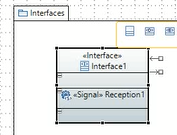 Interfaces
«Interface»
Interface1
«Signal» Reception1